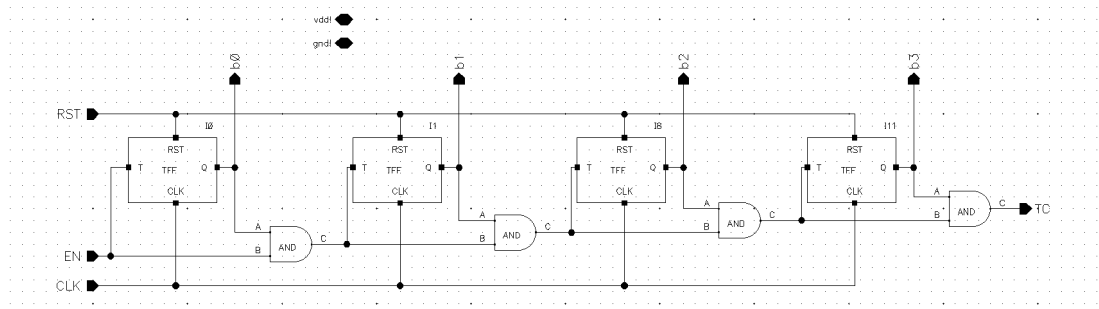 vdd!
gnd!
b0
b1
b2
b3
RST
I0
I1
I8
I11
RST
RST
RST
RST
T TFF Q
T TFF Q
T TFF Q
T TFF Q
CLK
CLK
CLK
CLK
A
B
AND
C
A
B
AND
C
A
B
AND
C
A
B
AND
C
TC
EN
CLK